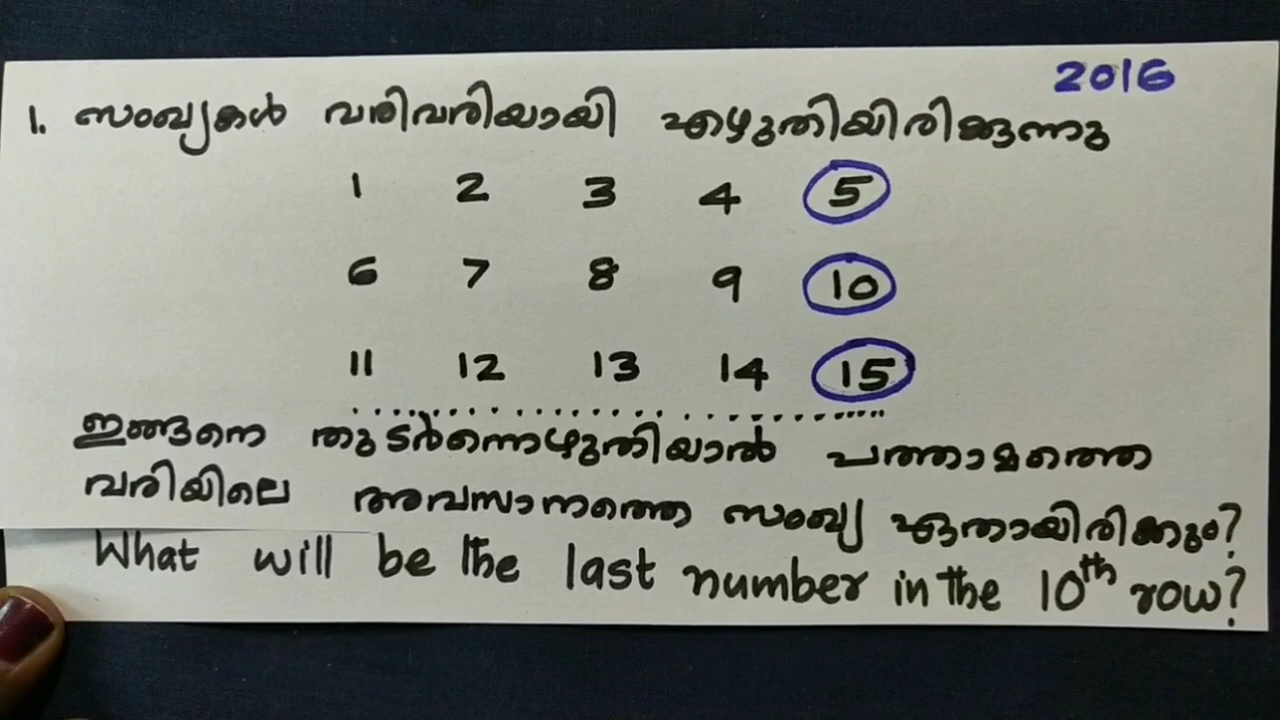 2016
1. സംഖ്യകൾ വരിവരിയായി എഴുതിയിരിക്കുന്നു
1 2 3 4 5
6 7 8 9 10
11 12 13 14 15
ഇങ്ങനെ തുടർന്നെഴുതിയാൽ പത്താമത്തെ
വരിയിലെ അവസാനത്തെ സംഖ്യ ഏതായിരിക്കും?
What will be the last number in the 10th row?